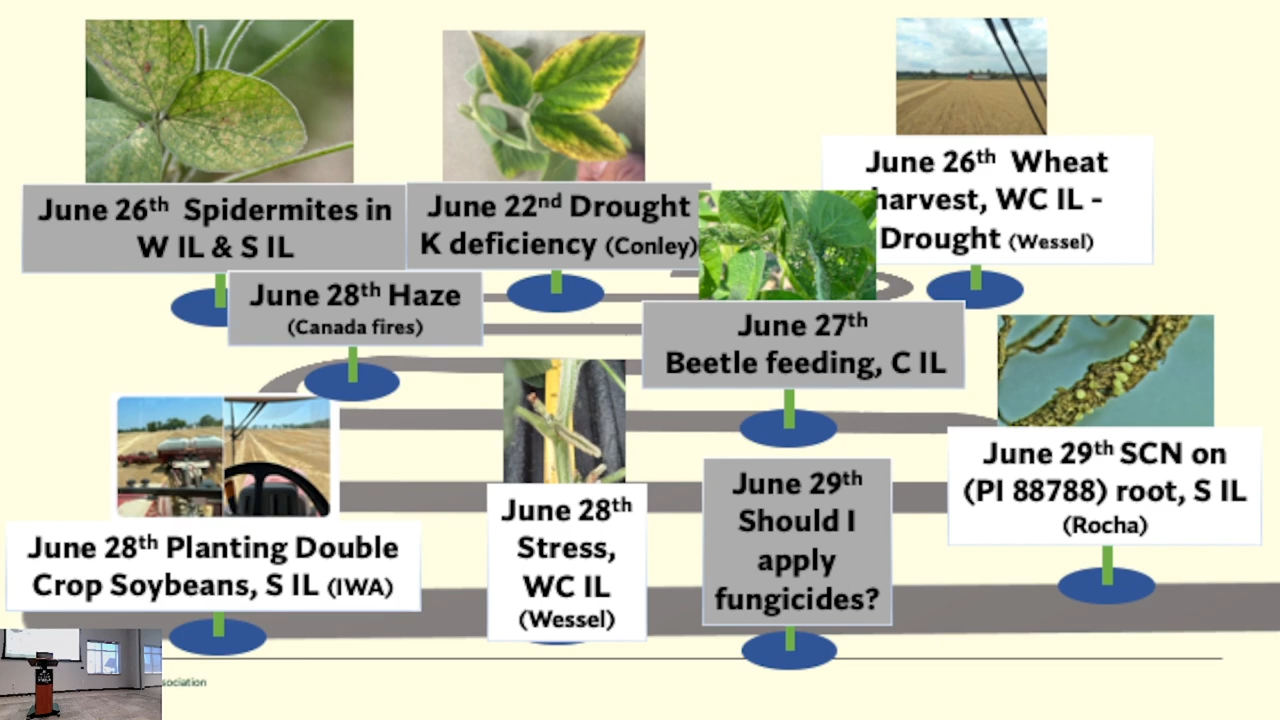 June 26th Spidermites in
W IL & S IL
June 22nd Drought
K deficiency (Conley)
June 26th Wheat
harvest, WC IL -
Drought (Wessel)
June 28th Haze
(Canada fires)
June 27th
Beetle feeding, C IL
June 29th SCN on
(PI 88788) root, S IL
(Rocha)
June 28th Planting Double
Crop Soybeans, S IL (IWA)
June 28th
Stress,
WC IL
(Wessel)
June 29th
Should I
apply
fungicides?
sociation